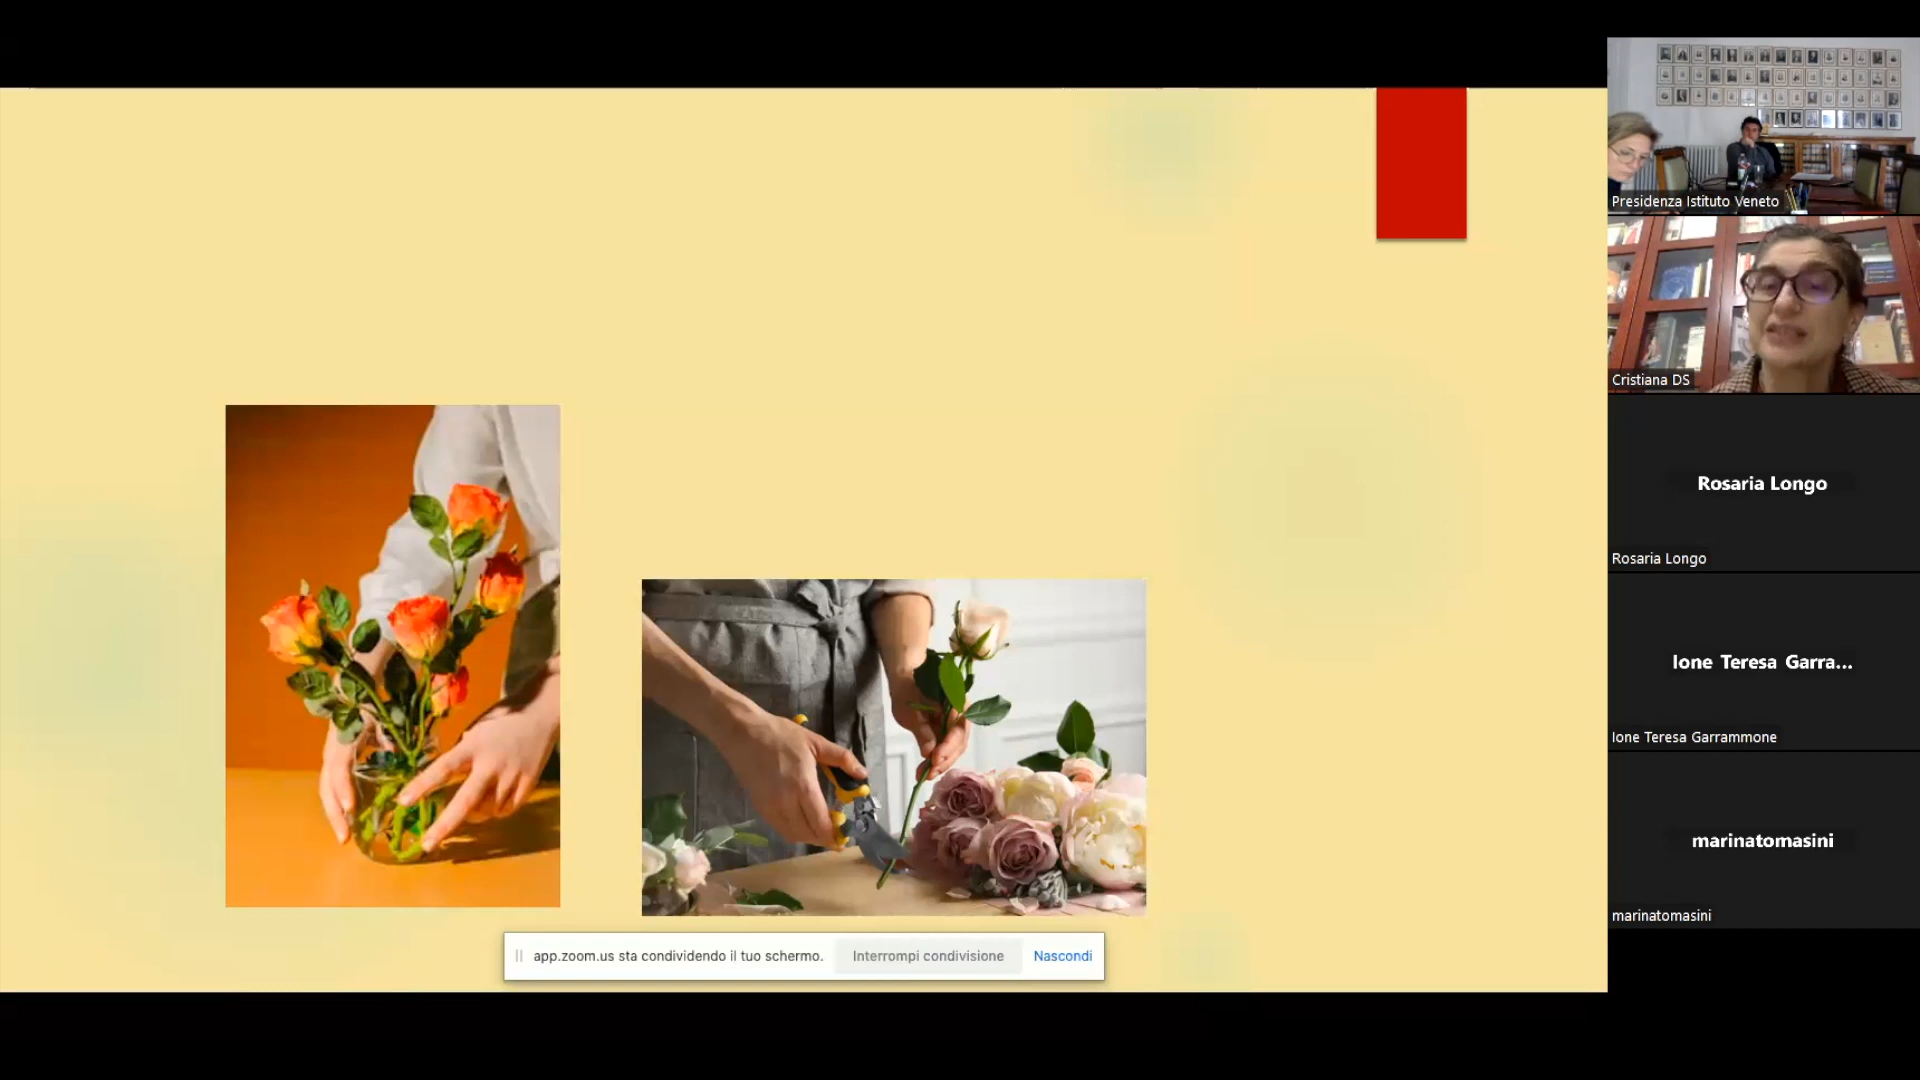 Presidenza Istituto Veneto
Cristiana DS
Rosaria Longo
Rosaria Longo
Ione Teresa Garra...
Ione Teresa Garrammone
marinatomasini
marinatomasini
app.zoom.us sta condividendo il tuo schermo. Interrompi condivisione Nascondi